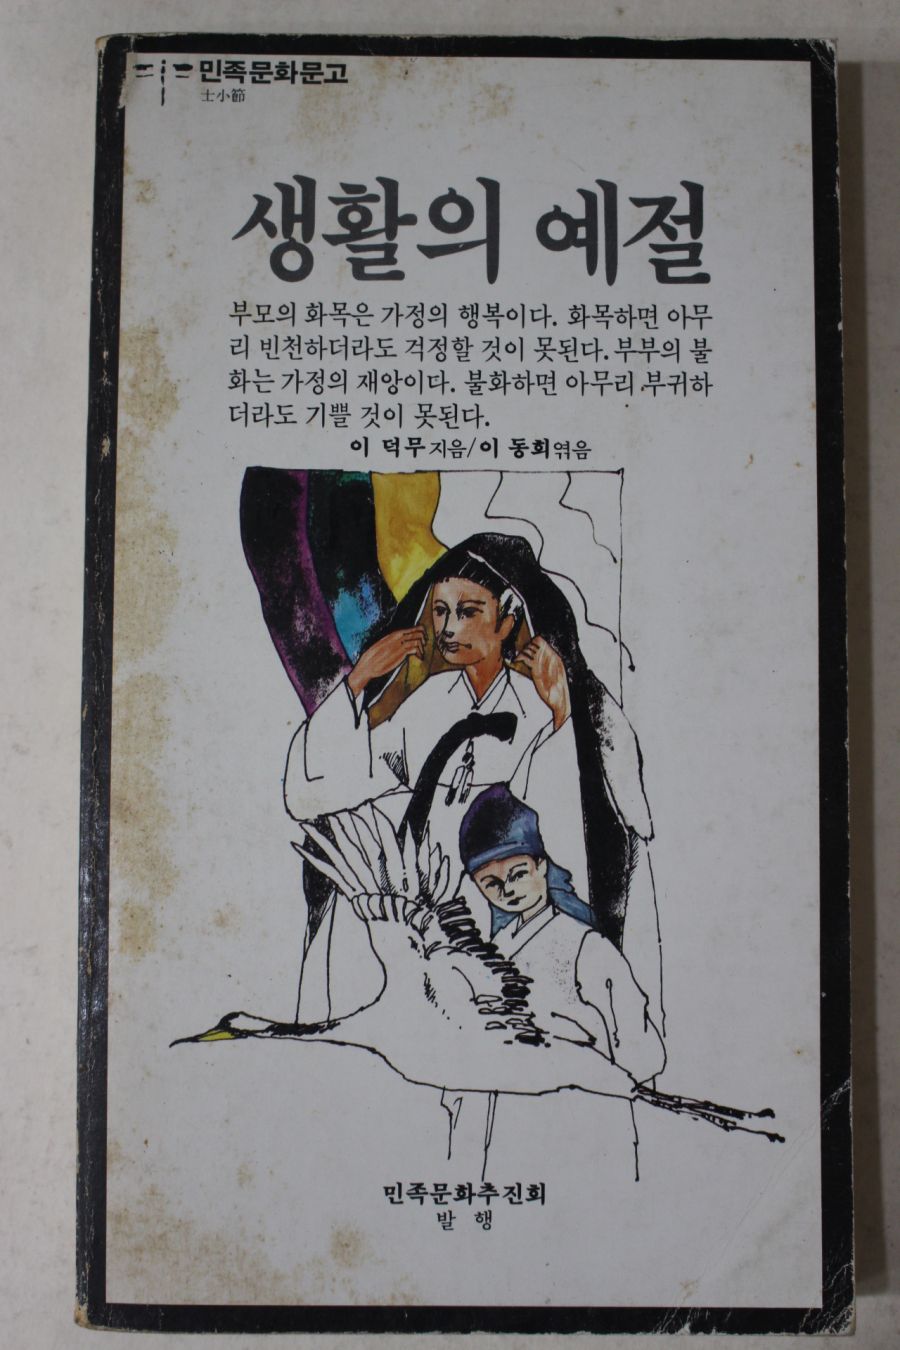 민족문화문고
士小節
생활의 예절
부모의 화목은 가정의 행복이다. 화목하면 아무
리 빈천하더라도 걱정할 것이 못된다. 부부의 불
화는 가정의 재앙이다. 불화하면 아무리 부귀하
더라도 기쁠 것이 못된다.
이 덕무 지음/이 동희 엮음
민족문화추진회
발 행